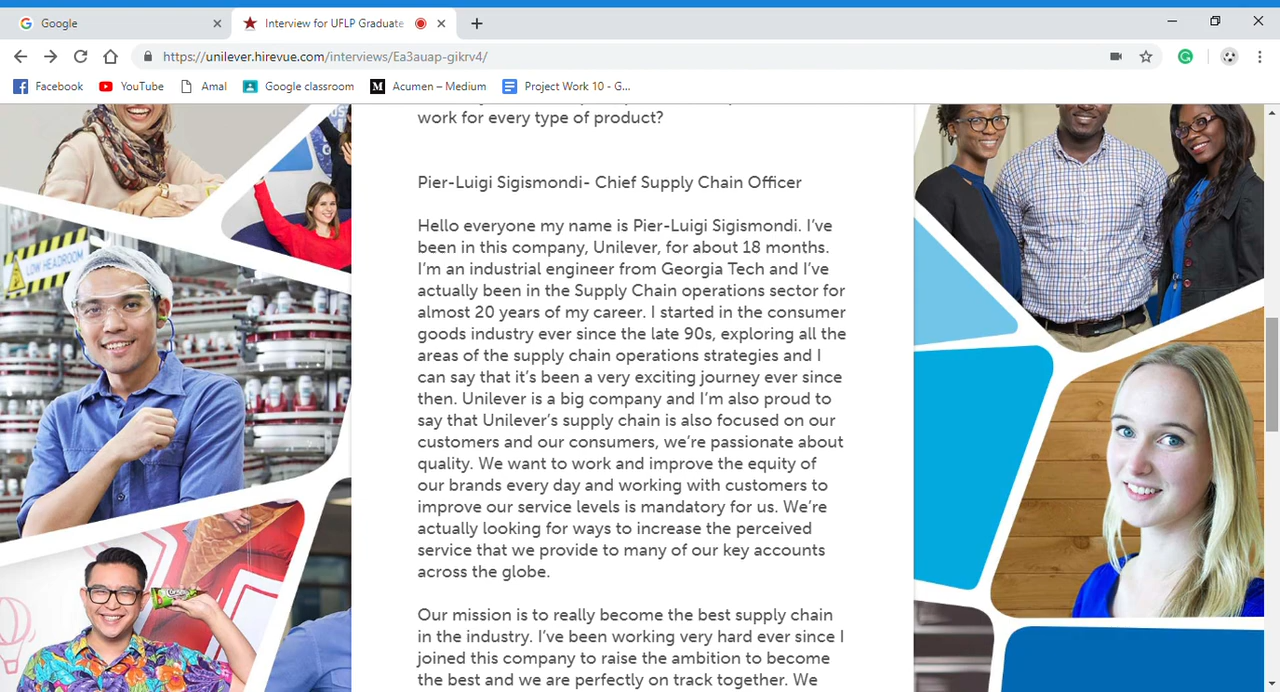 Google
Interview for UFLP Graduate
https://unilever.hirevue.com/interviews/Ea3auap-gikrv4/
Facebook
YouTube
Amal
Google classroom
Acumen – Medium
Project Work 10 - G...
work for every type of product?
Pier-Luigi Sigismondi- Chief Supply Chain Officer
Hello everyone my name is Pier-Luigi Sigismondi. I’ve
been in this company, Unilever, for about 18 months.
I’m an industrial engineer from Georgia Tech and I’ve
actually been in the Supply Chain operations sector for
almost 20 years of my career. I started in the consumer
goods industry ever since the late 90s, exploring all the
areas of the supply chain operations strategies and I
can say that it’s been a very exciting journey ever since
then. Unilever is a big company and I’m also proud to
say that Unilever’s supply chain is also focused on our
customers and our consumers, we’re passionate about
quality. We want to work and improve the equity of
our brands every day and working with customers to
improve our service levels is mandatory for us. We’re
actually looking for ways to increase the perceived
service that we provide to many of our key accounts
across the globe.
Our mission is to really become the best supply chain
in the industry. I’ve been working very hard ever since I
joined this company to raise the ambition to become
the best and we are perfectly on track together. We
LOW HEADROOM